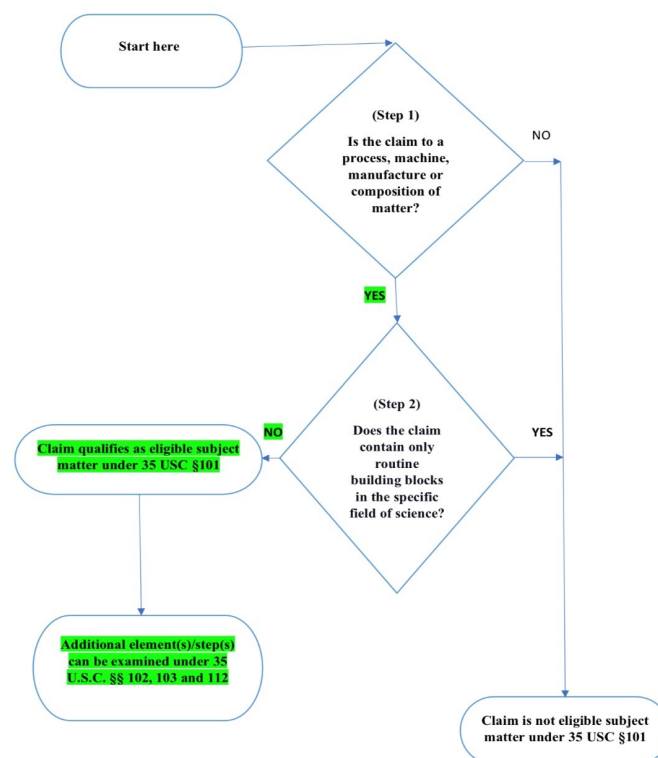 Start here
(Step 1)
Is the claim to a
process, machine,
manufacture or
composition of
matter?
NO
YES
(Step 2)
Does the claim
contain only
routine
building blocks
in the specific
field of science?
NO
YES
Claim qualifies as eligible subject
matter under 35 USC §101
Additional element(s)/step(s)
can be examined under 35
U.S.C. §§ 102, 103 and 112
Claim is not eligible subject
matter under 35 USC §101